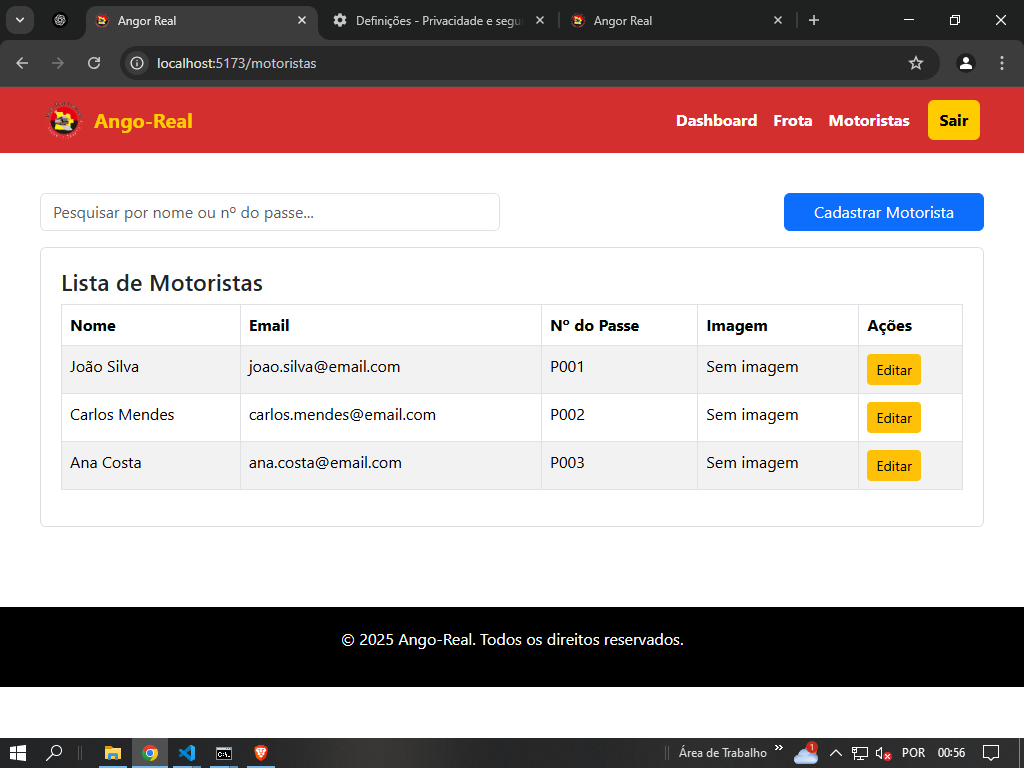 Angor Real
Definições - Privacidade e segu
Angor Real
localhost:5173/motoristas
Ango-Real
Dashboard Frota Motoristas Sair
Pesquisar por nome ou nº do passe...
Cadastrar Motorista
Lista de Motoristas
Nome Email Nº do Passe Imagem Ações
João Silva joao.silva@email.com P001 Sem imagem Editar
Carlos Mendes carlos.mendes@email.com P002 Sem imagem Editar
Ana Costa ana.costa@email.com P003 Sem imagem Editar
© 2025 Ango-Real. Todos os direitos reservados.
Área de Trabalho 1 POR 00:56